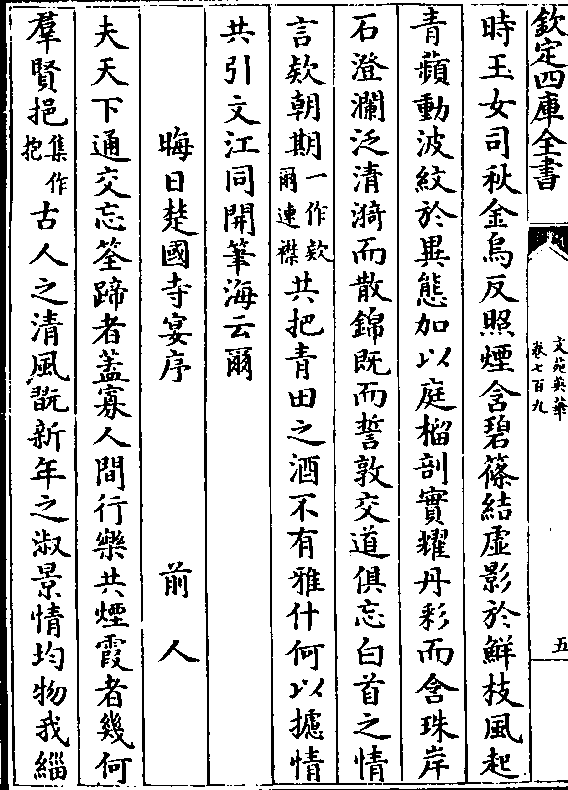 欽定四庫全書
文苑英華
卷七百九
五
時玉女司秋金烏反照煙含碧篠結虛影於鮮枝風起
青蘋動波紋於異態加以庭榴剖實耀丹彩而含珠岸
石澄瀾泛清漪而散錦既而誓敦交道俱忘白首之情
言欵朝期一作欵爾連襟共把青田之酒不有雅什何以攄情
共引文江同開筆海云爾
晦日楚國寺宴序 前人
夫天下通交忘筌蹄者蓋寡人間行樂共煙霞者幾何
羣賢挹集作抱古人之清風翫新年之淑景情均物我緇